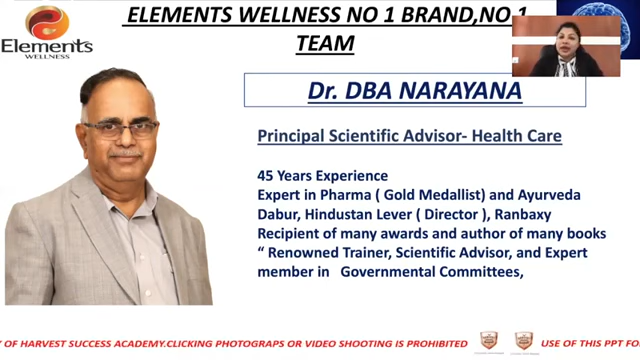 ELEMENTS WELLNESS NO 1 BRAND,NO 1
TEAM
Elements
WELLNESS
Dr. DBA NARAYANA
Principal Scientific Advisor- Health Care
45 Years Experience
Expert in Pharma ( Gold Medallist) and Ayurveda
Dabur, Hindustan Lever ( Director ), Ranbaxy
Recipient of many awards and author of many books
“ Renowned Trainer, Scientific Advisor, and Expert
member in Governmental Committees,
Y OF HARVEST SUCCESS ACADEMY.CLICKING PHOTOGRAPS OR VIDEO SHOOTING IS PROHIBITED USE OF THIS PPT FO